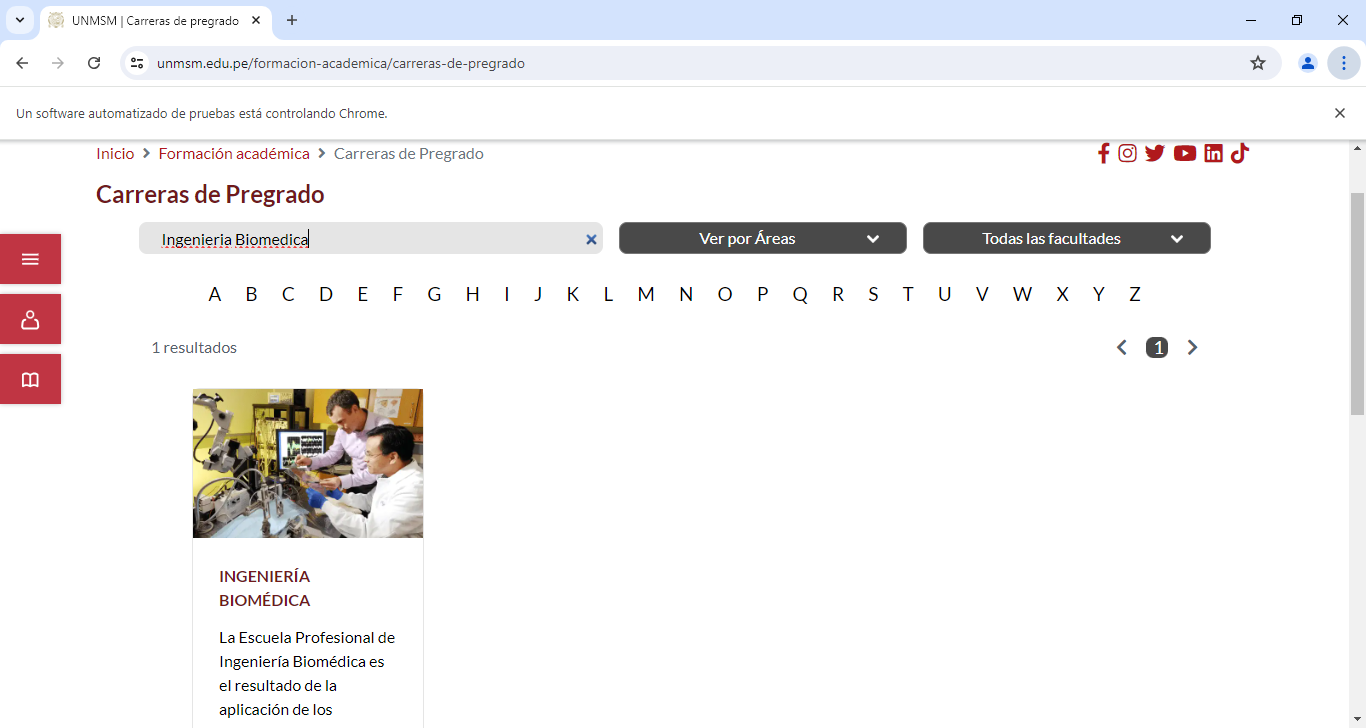 UNMSM | Carreras de pregrado
unmsm.edu.pe/formacion-academica/carreras-de-pregrado
Un software automatizado de pruebas está controlando Chrome.
Inicio > Formación académica > Carreras de Pregrado
Carreras de Pregrado
Ingenieria Biomedica
Ver por Áreas
Todas las facultades
A B C D E F G H I J K L M N O P Q R S T U V W X Y Z
1 resultados
1
INGENIERÍA
BIOMÉDICA
La Escuela Profesional de
Ingeniería Biomédica es
el resultado de la
aplicación de los